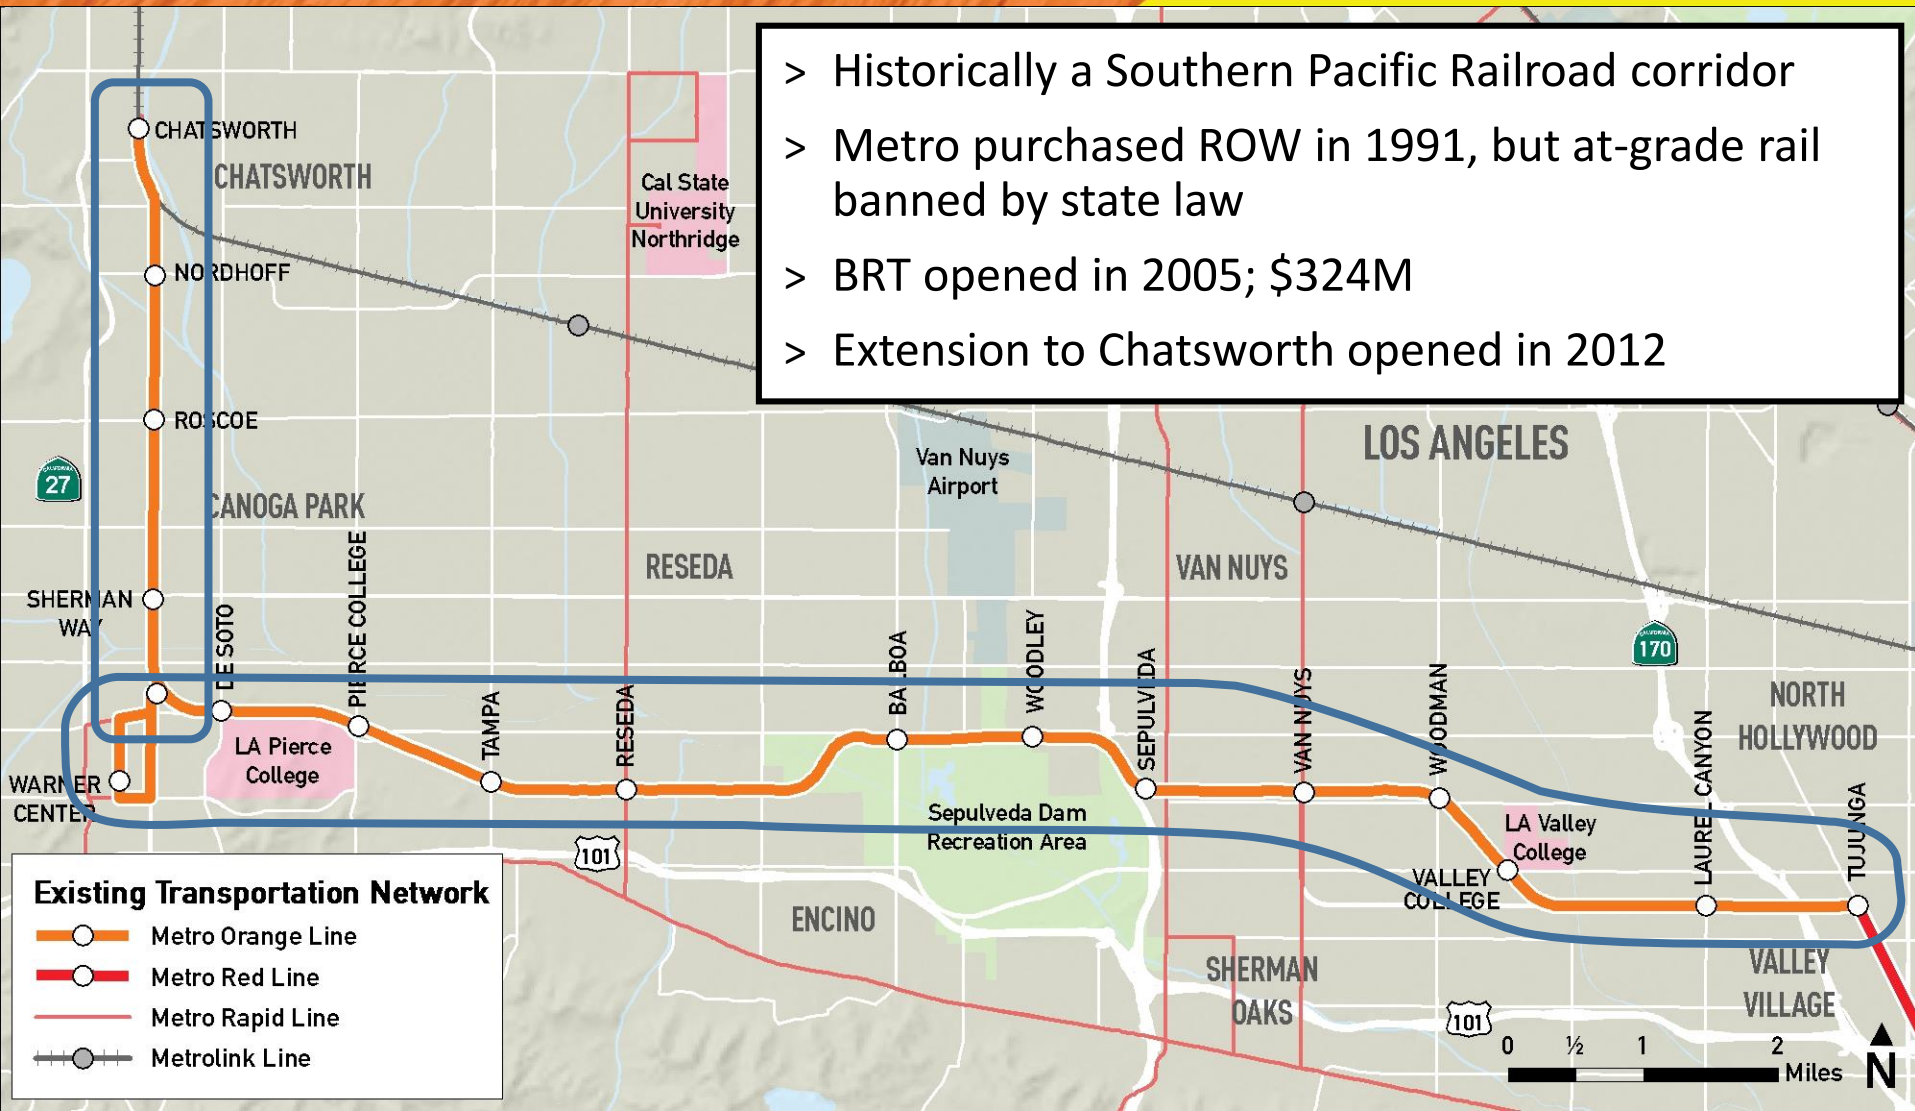 > Historically a Southern Pacific Railroad corridor
> Metro purchased ROW in 1991, but at-grade rail
banned by state law
> BRT opened in 2005; $324M
> Extension to Chatsworth opened in 2012
CHATSWORTH
CHATSWORTH
Cal State
University
Northridge
NORDHOFF
ROSCOE
CALIFORNIA
27
CANOGA PARK
Van Nuys
Airport
LOS ANGELES
RESEDA
VAN NUYS
SHERMAN
WAY
DE SOTO
PIERCE COLLEGE
TAMPA
RESEDA
BALBOA
WOODLEY
SEPULVEDA
VAN NUYS
WOODMAN
LAUREL CANYON
TUJUNGA
CALIFORNIA
170
NORTH
HOLLYWOOD
LA Pierce
College
WARNER
CENTER
Sepulveda Dam
Recreation Area
LA Valley
College
VALLEY
COLLEGE
101
ENCINO
SHERMAN
OAKS
VALLEY
VILLAGE
101
Existing Transportation Network
Metro Orange Line
Metro Red Line
Metro Rapid Line
Metrolink Line
0 ½ 1 2
Miles
N